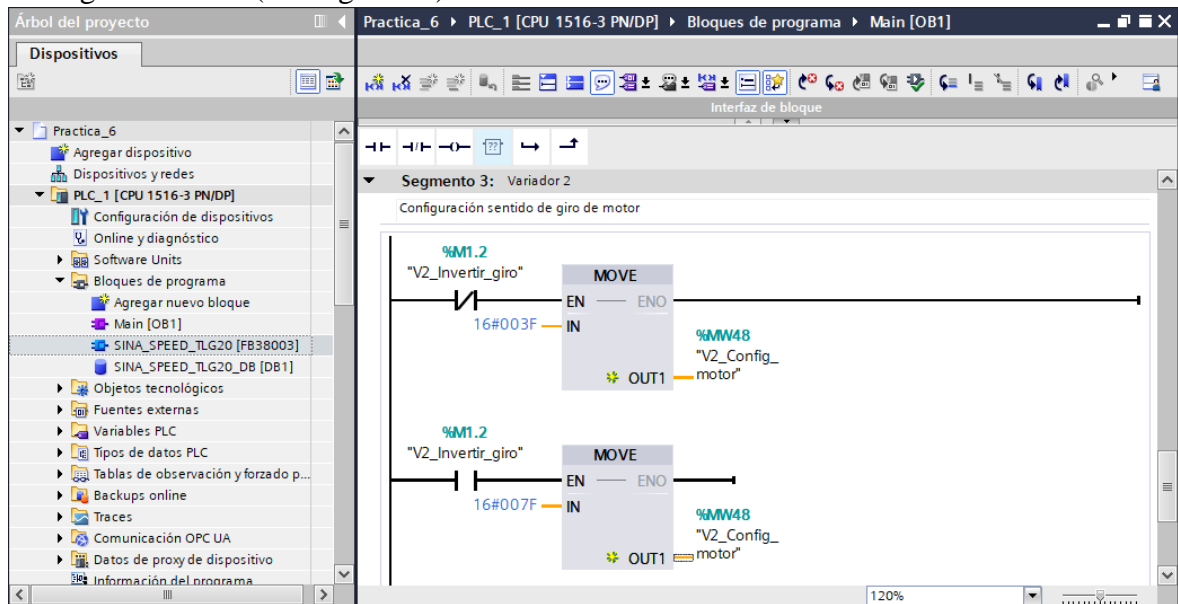 Árbol del proyecto
Dispositivos
Practica_6
Agregar dispositivo
Dispositivos y redes
PLC_1 [CPU 1516-3 PN/DP]
Configuración de dispositivos
Online y diagnóstico
Software Units
Bloques de programa
Agregar nuevo bloque
Main [OB1]
SINA_SPEED_TLG20 [FB38003]
SINA_SPEED_TLG20_DB [DB1]
Objetos tecnológicos
Fuentes externas
Variables PLC
Tipos de datos PLC
Tablas de observación y forzado p...
Backups online
Traces
Comunicación OPC UA
Datos de proxy de dispositivo
Información del programa
Practica_6 PLC_1 [CPU 1516-3 PN/DP] Bloques de programa Main [OB1]
Interfaz de bloque
??
Segmento 3: Variador 2
Configuración sentido de giro de motor
%M1.2
"V2_Invertir_giro"
MOVE
EN ENO
16#003F IN
%MW48
"V2_Config_
OUT1 motor"
%M1.2
"V2_Invertir_giro"
MOVE
EN ENO
16#007F IN
%MW48
"V2_Config_
OUT1 motor"
120%